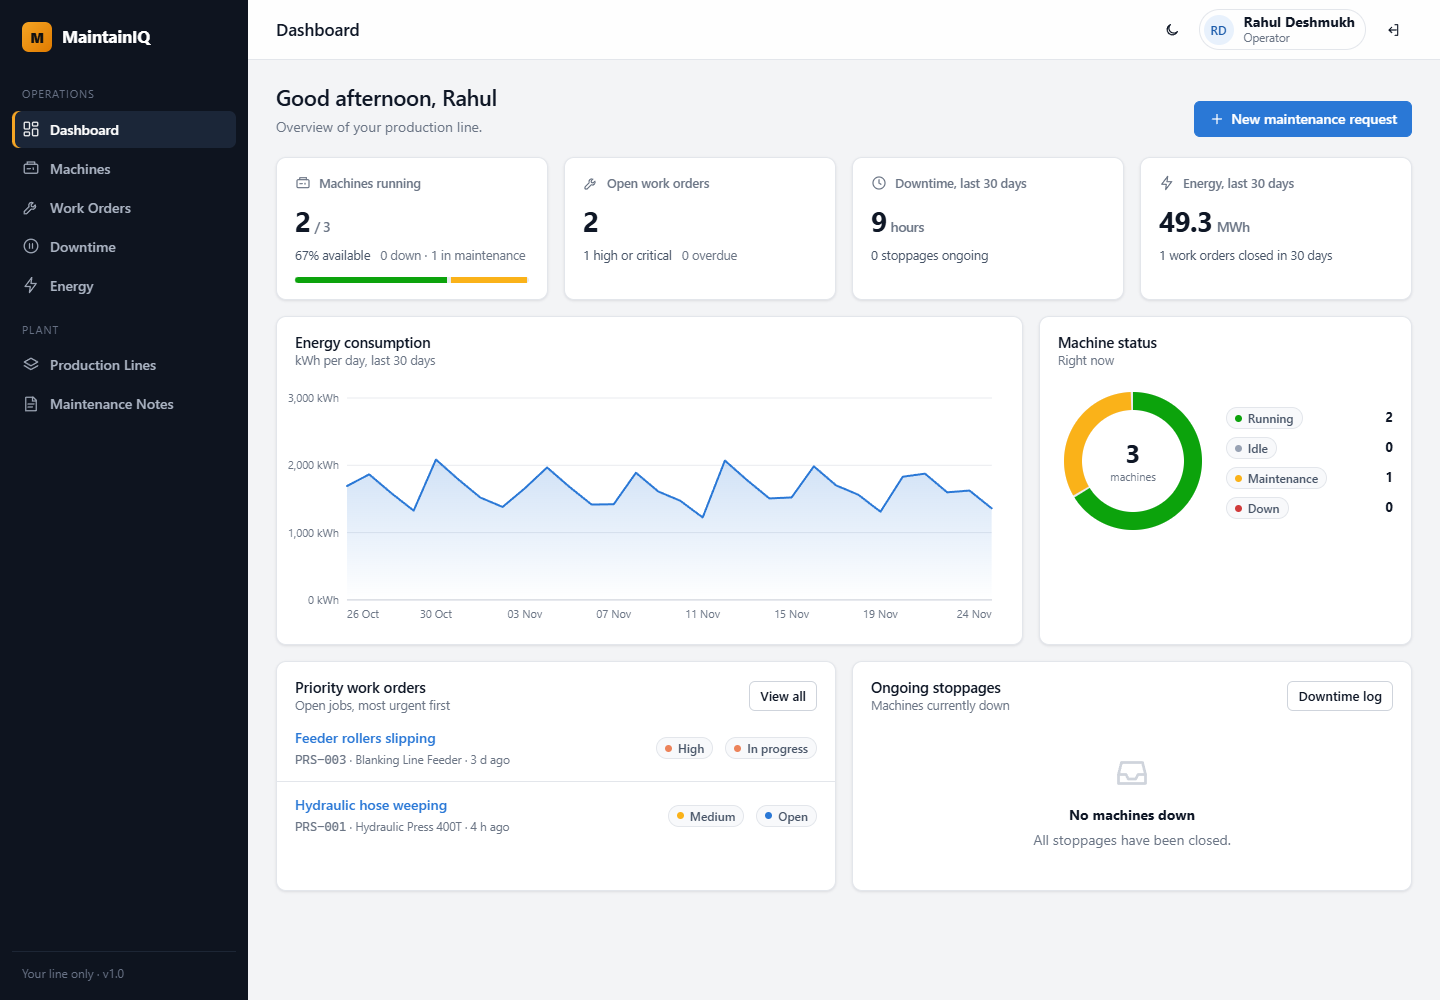 M MaintainIQ
OPERATIONS
Dashboard
Machines
Work Orders
Downtime
Energy
PLANT
Production Lines
Maintenance Notes
Your line only · v1.0
Dashboard
RD
Rahul Deshmukh
Operator
Good afternoon, Rahul
Overview of your production line.
+ New maintenance request
Machines running
2 / 3
67% available 0 down · 1 in maintenance
Open work orders
2
1 high or critical 0 overdue
Downtime, last 30 days
9 hours
0 stoppages ongoing
Energy, last 30 days
49.3 MWh
1 work orders closed in 30 days
Energy consumption
kWh per day, last 30 days
3,000 kWh
2,000 kWh
1,000 kWh
0 kWh
26 Oct 30 Oct 03 Nov 07 Nov 11 Nov 15 Nov 19 Nov 24 Nov
Machine status
Right now
3
machines
Running 2
Idle 0
Maintenance 1
Down 0
Priority work orders
Open jobs, most urgent first
View all
Feeder rollers slipping
PRS-003 · Blanking Line Feeder · 3 d ago
High In progress
Hydraulic hose weeping
PRS-001 · Hydraulic Press 400T · 4 h ago
Medium Open
Ongoing stoppages
Machines currently down
Downtime log
No machines down
All stoppages have been closed.